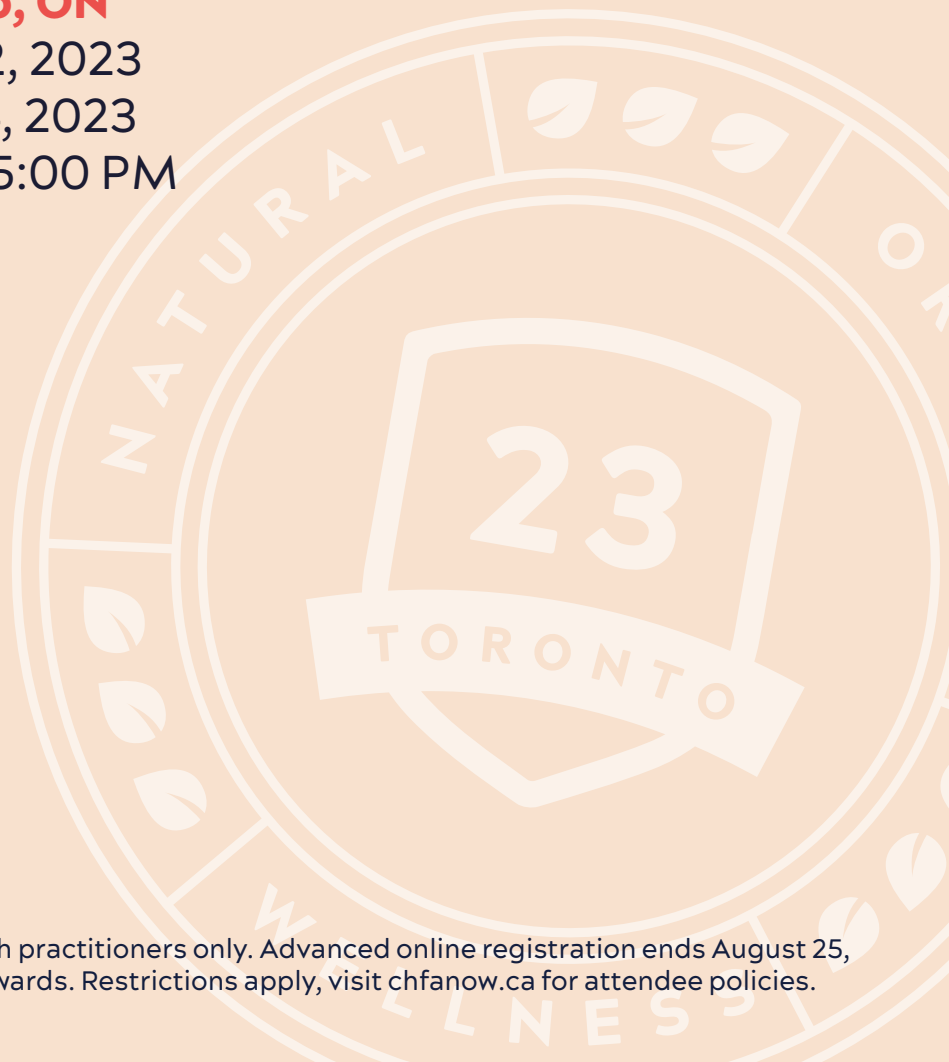 , ON
, 2023
, 2023
5:00 PM
NATURAL
23
TORONTO
WELLNESS
practitioners only. Advanced online registration ends August 25,
wards. Restrictions apply, visit chfanow.ca for attendee policies.